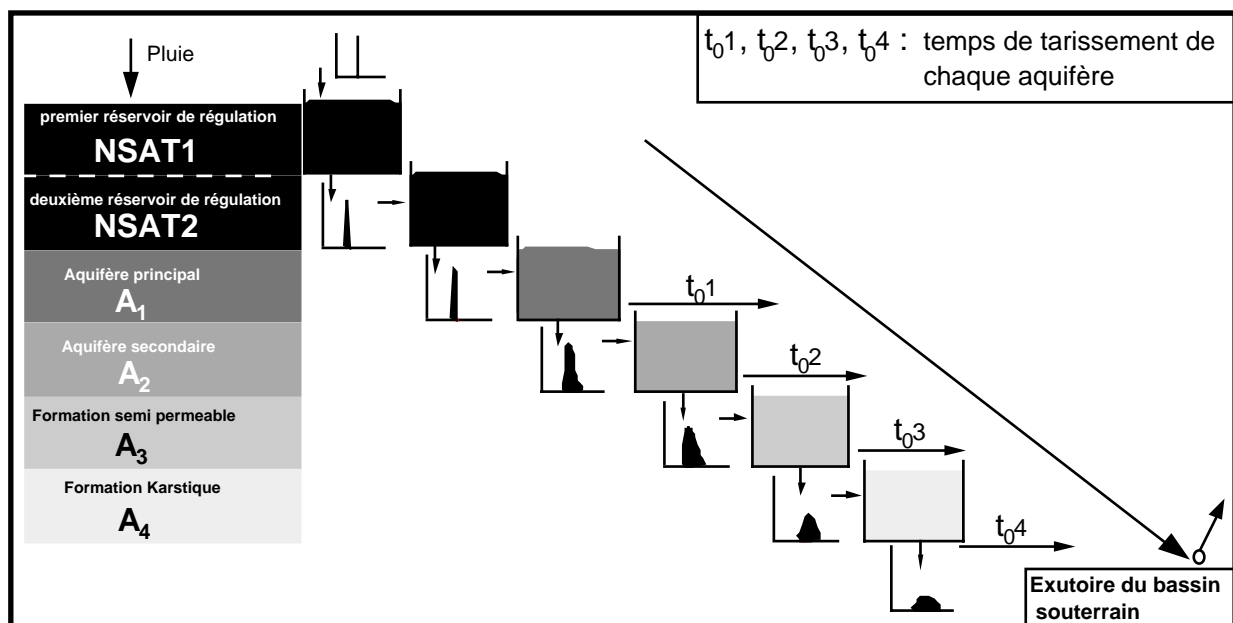 Pluie
t₀1, t₀2, t₀3, t₀4 : temps de tarissement de
chaque aquifère
premier réservoir de régulation
NSAT1
deuxième réservoir de régulation
NSAT2
Aquifère principal
A₁
t₀1
Aquifère secondaire
A₂
t₀2
Formation semi permeable
A₃
t₀3
Formation Karstique
A₄
t₀4
Exutoire du bassin
souterrain